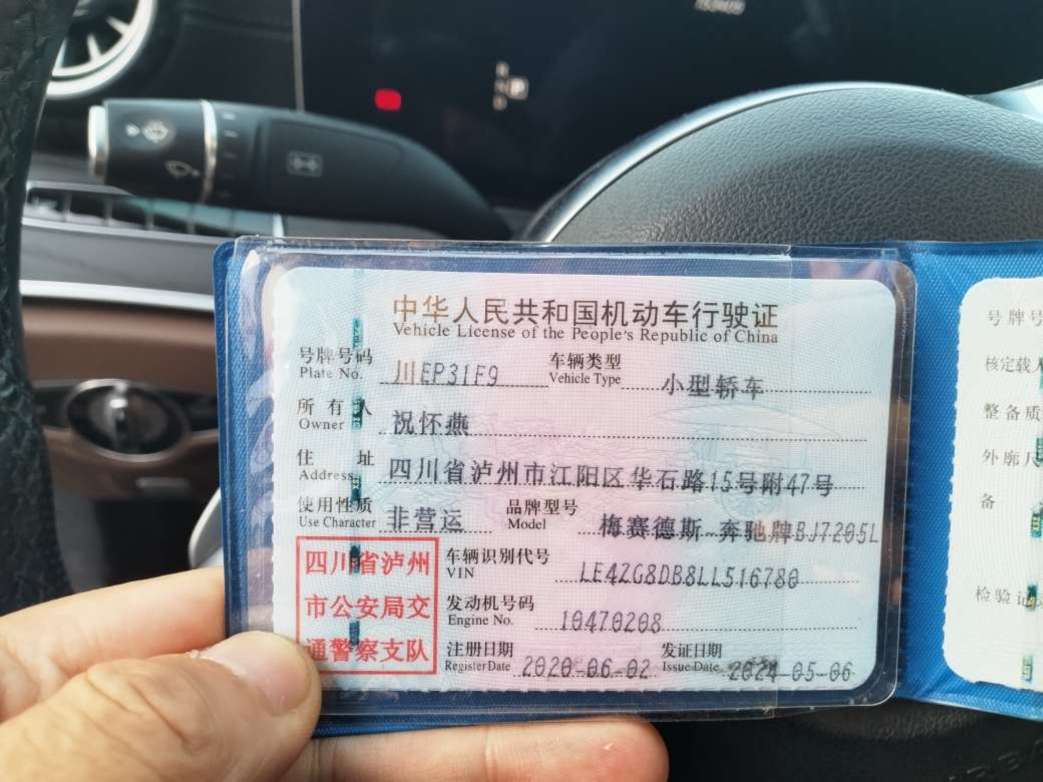 中华人民共和国机动车行驶证
Vehicle License of the People's Republic of China
号牌号码 川EP31F9 车辆类型 小型轿车
Plate No. Vehicle Type
所有人 祝怀燕
Owner
住址 四川省泸州市江阳区华石路15号附47号
Address
使用性质 非营运 品牌型号 梅赛德斯-奔驰牌BJ7205L
Use Character Model
四川省泸州
市公安局交
通警察支队
车辆识别代号 LE4ZG8DB8LL516780
VIN
发动机号码 10470208
Engine No.
注册日期 2020-06-02 发证日期 2024-05-06
Register Date Issue Date
号牌号
核定载人
整备质
外廓尺
备
检验记